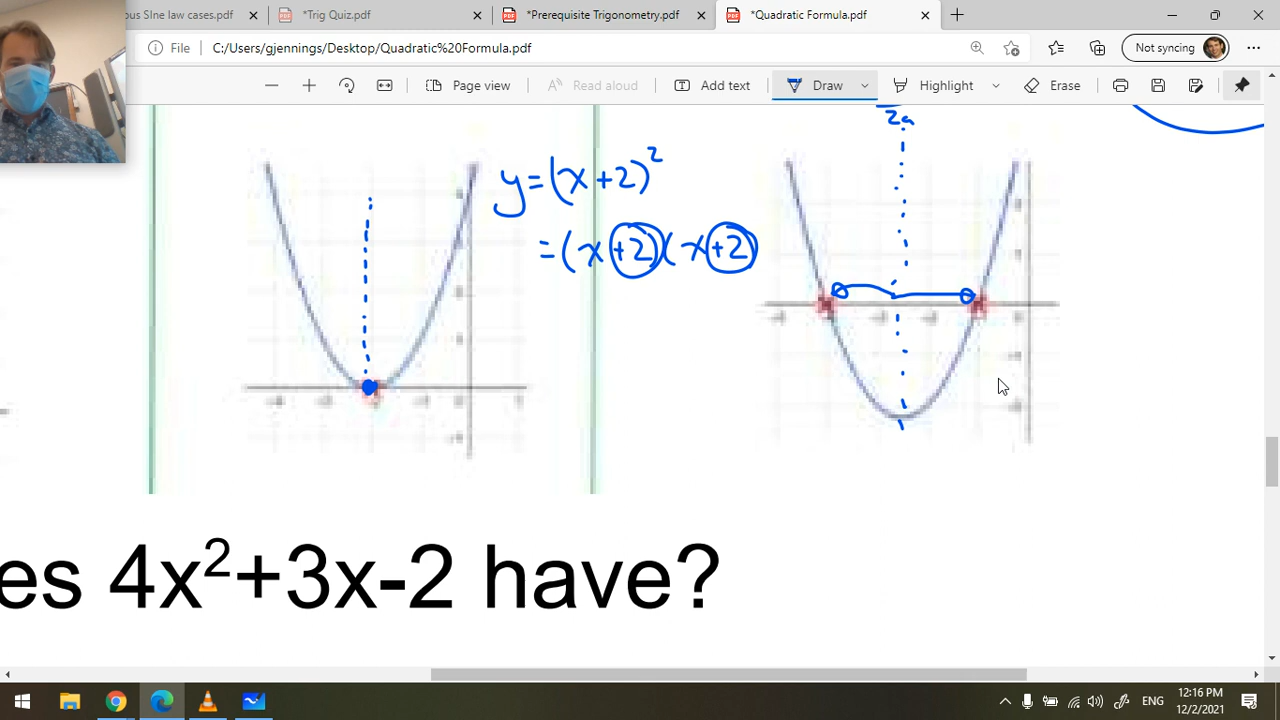 ous SIne law cases.pdf
*Trig Quiz.pdf
*Prerequisite Trigonometry.pdf
*Quadratic Formula.pdf
File
C:/Users/gjennings/Desktop/Quadratic%20Formula.pdf
Not syncing
Page view
Read aloud
Add text
Draw
Highlight
Erase
2a
y=(x+2)²
=(x+2)(x+2)
es 4x²+3x-2 have?
ENG
12:16 PM
12/2/2021